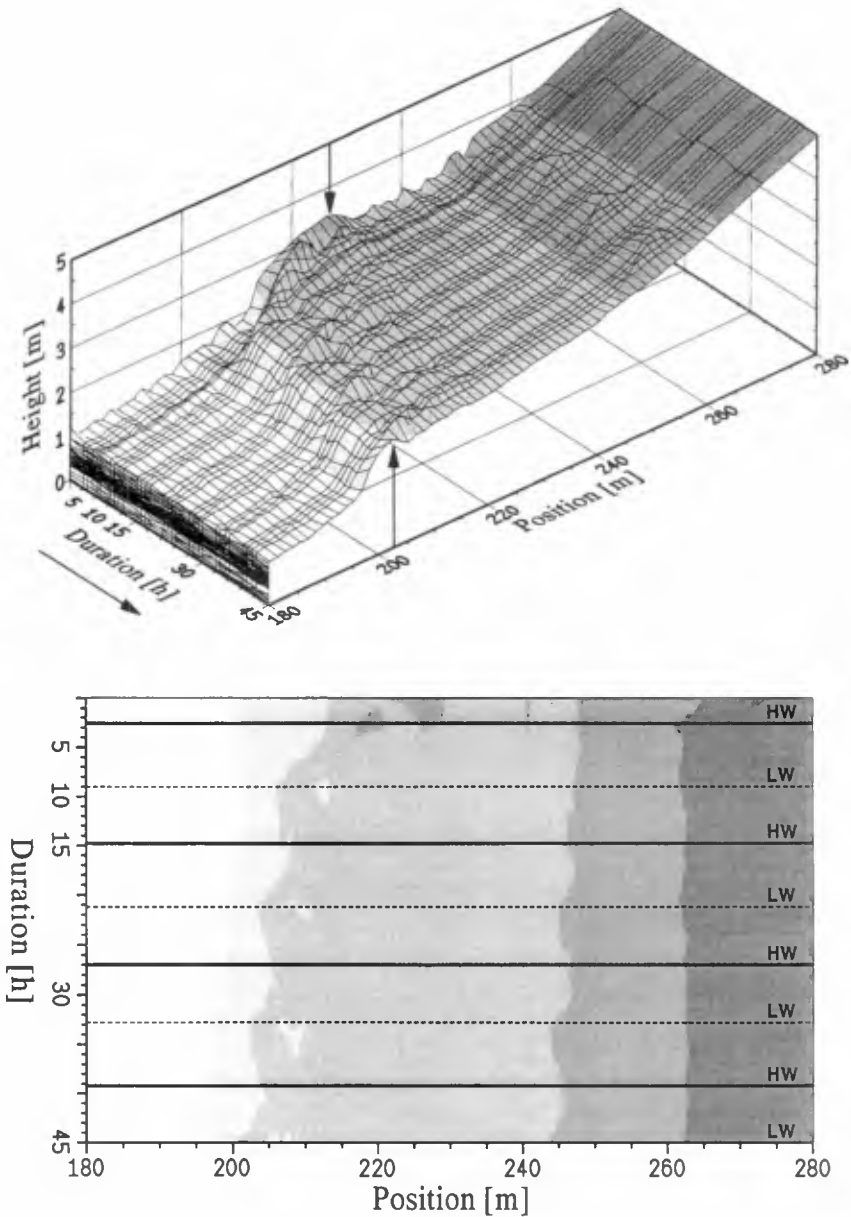 5
4
3
2
1
0
Height [m]
5 10 15
30
45
Duration [h]
180
200
220
240
260
280
Position [m]
HW
5
LW
10
HW
15
LW
HW
30
LW
HW
45
LW
Duration [h]
180 200 220 240 260 280
Position [m]